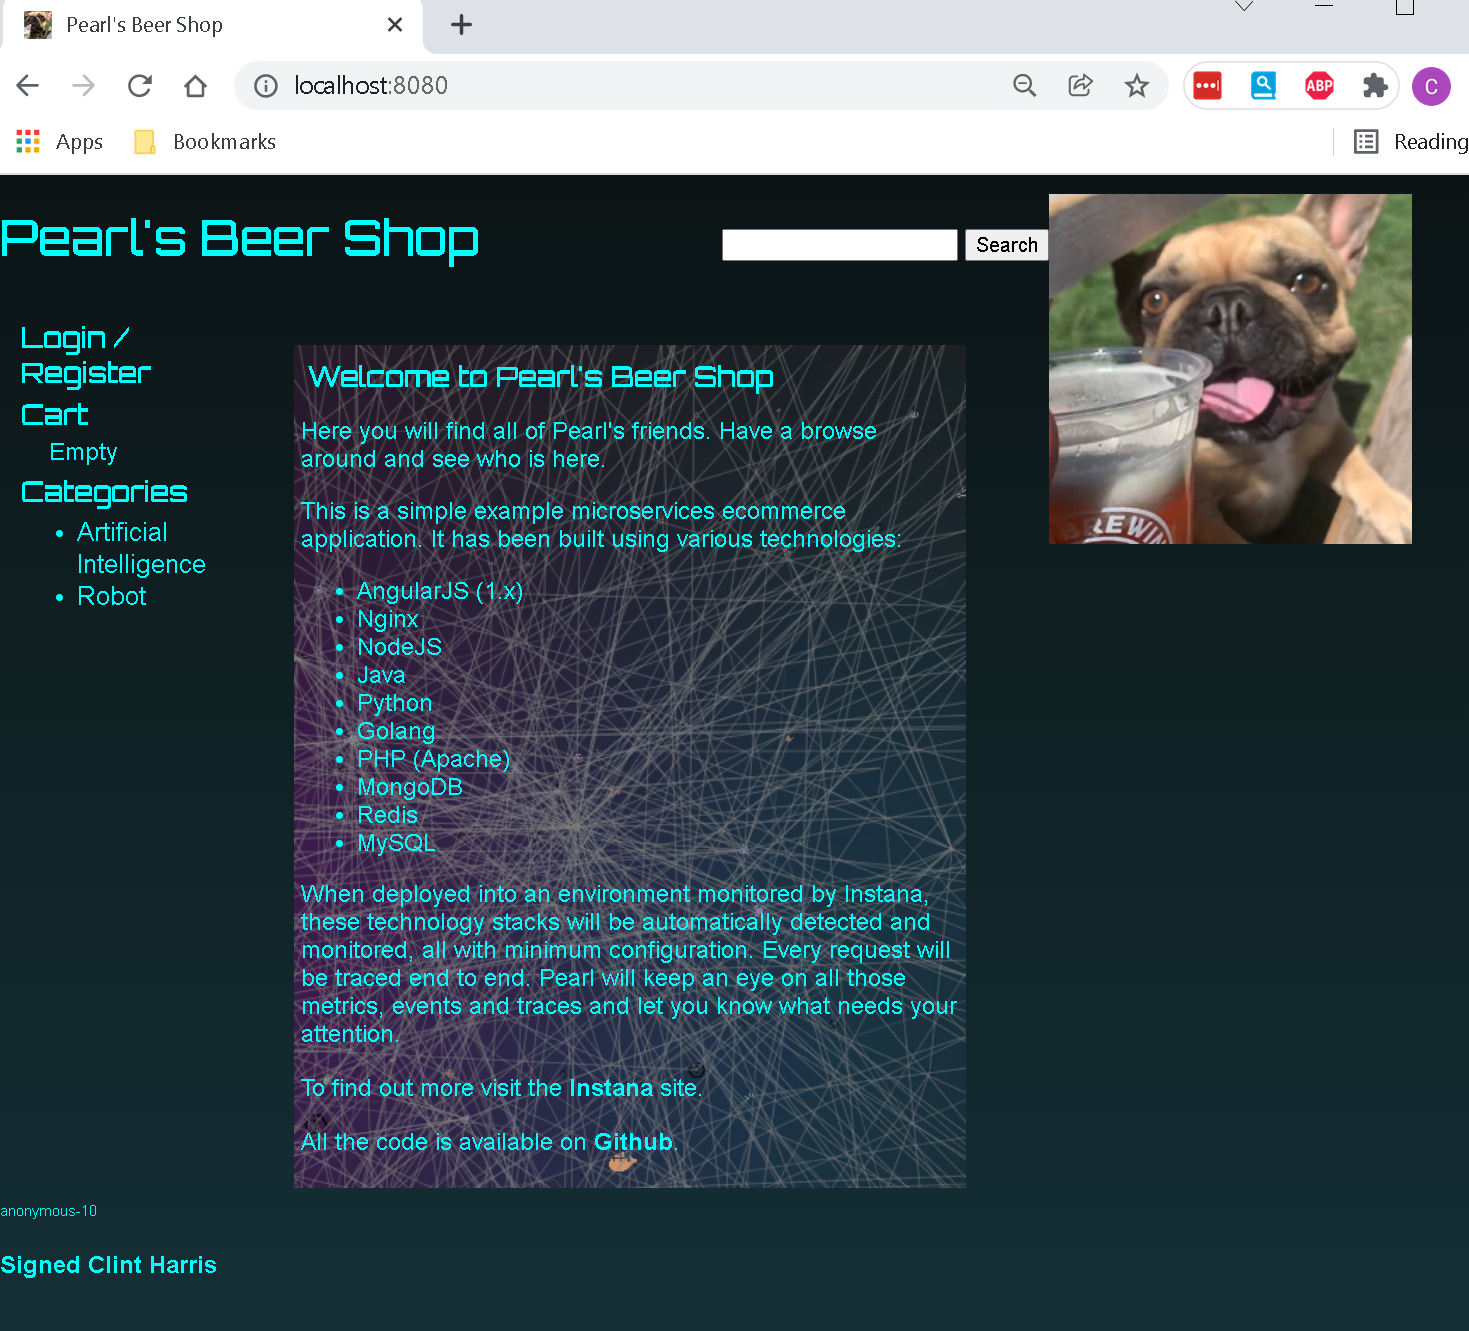 Pearl's Beer Shop
localhost:8080
ABP
C
Apps
Bookmarks
Reading
Pearl's Beer Shop
Search
BREWIN
Login /
Register
Cart
Empty
Categories
• Artificial
Intelligence
• Robot
Welcome to Pearl's Beer Shop
Here you will find all of Pearl's friends. Have a browse
around and see who is here.
This is a simple example microservices ecommerce
application. It has been built using various technologies:
• AngularJS (1.x)
• Nginx
• NodeJS
• Java
• Python
• Golang
• PHP (Apache)
• MongoDB
• Redis
• MySQL
When deployed into an environment monitored by Instana,
these technology stacks will be automatically detected and
monitored, all with minimum configuration. Every request will
be traced end to end. Pearl will keep an eye on all those
metrics, events and traces and let you know what needs your
attention.
To find out more visit the Instana site.
All the code is available on Github.
anonymous-10
Signed Clint Harris